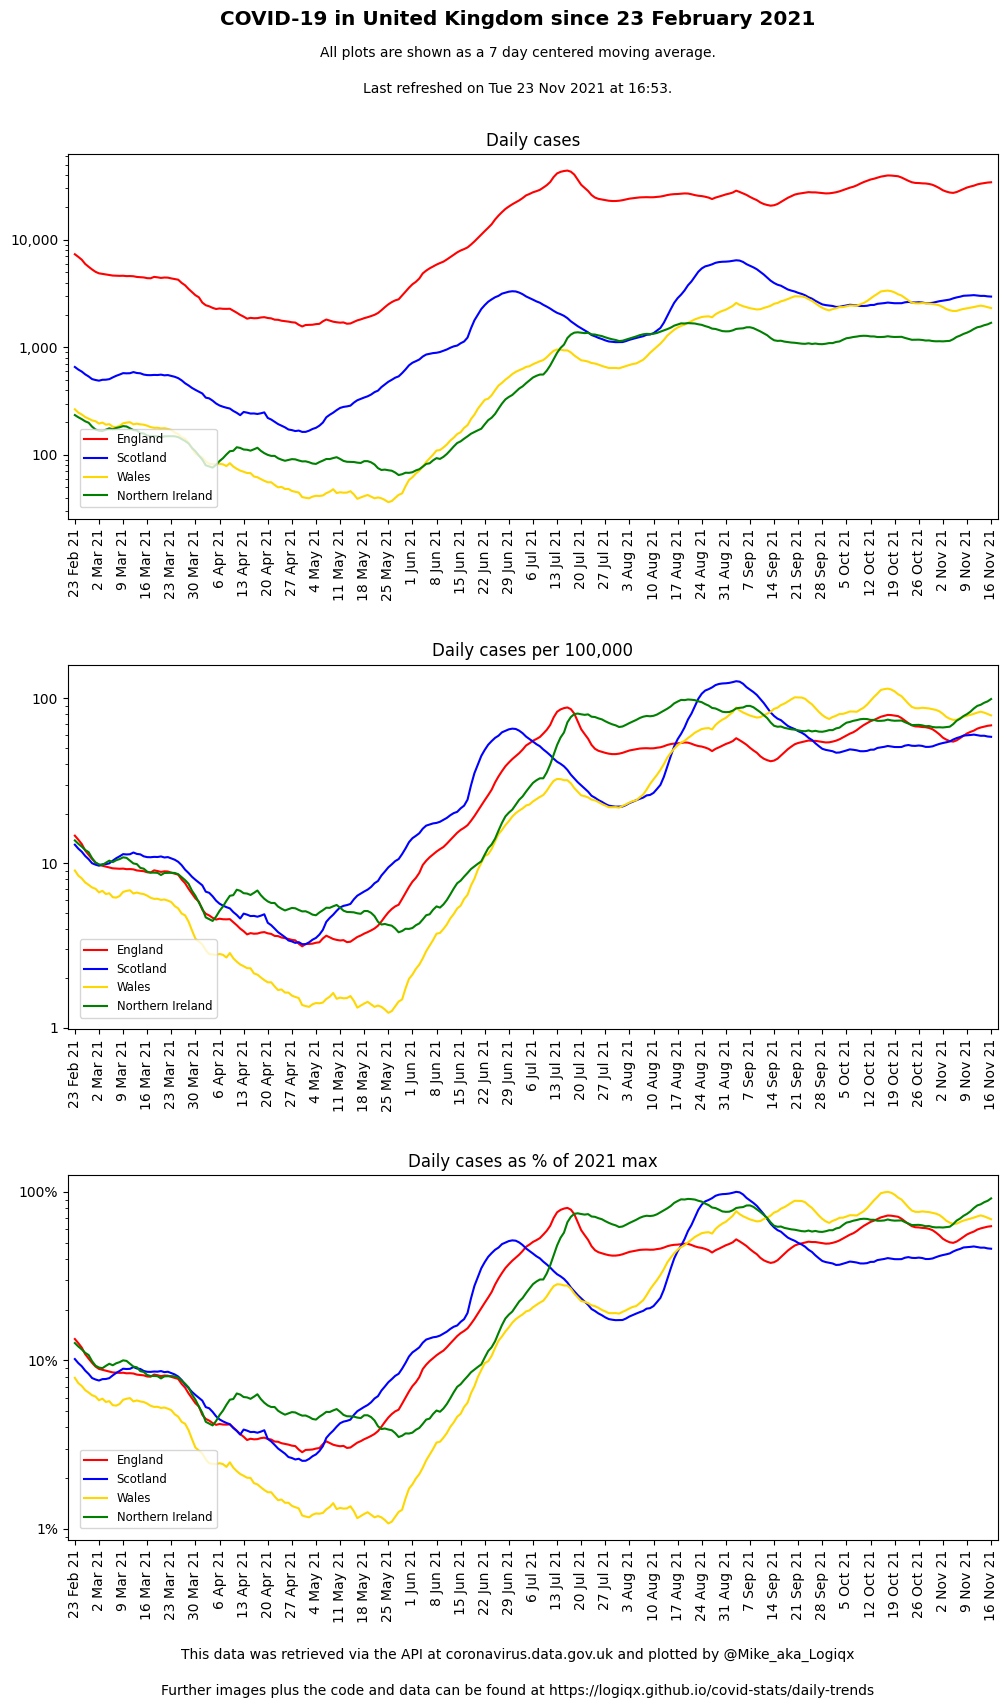 COVID-19 in United Kingdom since 23 February 2021
All plots are shown as a 7 day centered moving average.
Last refreshed on Tue 23 Nov 2021 at 16:53.
Daily cases
10,000
1,000
100
England
Scotland
Wales
Northern Ireland
23 Feb 21
2 Mar 21
9 Mar 21
16 Mar 21
23 Mar 21
30 Mar 21
6 Apr 21
13 Apr 21
20 Apr 21
27 Apr 21
4 May 21
11 May 21
18 May 21
25 May 21
1 Jun 21
8 Jun 21
15 Jun 21
22 Jun 21
29 Jun 21
6 Jul 21
13 Jul 21
20 Jul 21
27 Jul 21
3 Aug 21
10 Aug 21
17 Aug 21
24 Aug 21
31 Aug 21
7 Sep 21
14 Sep 21
21 Sep 21
28 Sep 21
5 Oct 21
12 Oct 21
19 Oct 21
26 Oct 21
2 Nov 21
9 Nov 21
16 Nov 21
Daily cases per 100,000
100
10
1
England
Scotland
Wales
Northern Ireland
23 Feb 21
2 Mar 21
9 Mar 21
16 Mar 21
23 Mar 21
30 Mar 21
6 Apr 21
13 Apr 21
20 Apr 21
27 Apr 21
4 May 21
11 May 21
18 May 21
25 May 21
1 Jun 21
8 Jun 21
15 Jun 21
22 Jun 21
29 Jun 21
6 Jul 21
13 Jul 21
20 Jul 21
27 Jul 21
3 Aug 21
10 Aug 21
17 Aug 21
24 Aug 21
31 Aug 21
7 Sep 21
14 Sep 21
21 Sep 21
28 Sep 21
5 Oct 21
12 Oct 21
19 Oct 21
26 Oct 21
2 Nov 21
9 Nov 21
16 Nov 21
Daily cases as % of 2021 max
100%
10%
1%
England
Scotland
Wales
Northern Ireland
23 Feb 21
2 Mar 21
9 Mar 21
16 Mar 21
23 Mar 21
30 Mar 21
6 Apr 21
13 Apr 21
20 Apr 21
27 Apr 21
4 May 21
11 May 21
18 May 21
25 May 21
1 Jun 21
8 Jun 21
15 Jun 21
22 Jun 21
29 Jun 21
6 Jul 21
13 Jul 21
20 Jul 21
27 Jul 21
3 Aug 21
10 Aug 21
17 Aug 21
24 Aug 21
31 Aug 21
7 Sep 21
14 Sep 21
21 Sep 21
28 Sep 21
5 Oct 21
12 Oct 21
19 Oct 21
26 Oct 21
2 Nov 21
9 Nov 21
16 Nov 21
This data was retrieved via the API at coronavirus.data.gov.uk and plotted by @Mike_aka_Logiqx
Further images plus the code and data can be found at https://logiqx.github.io/covid-stats/daily-trends